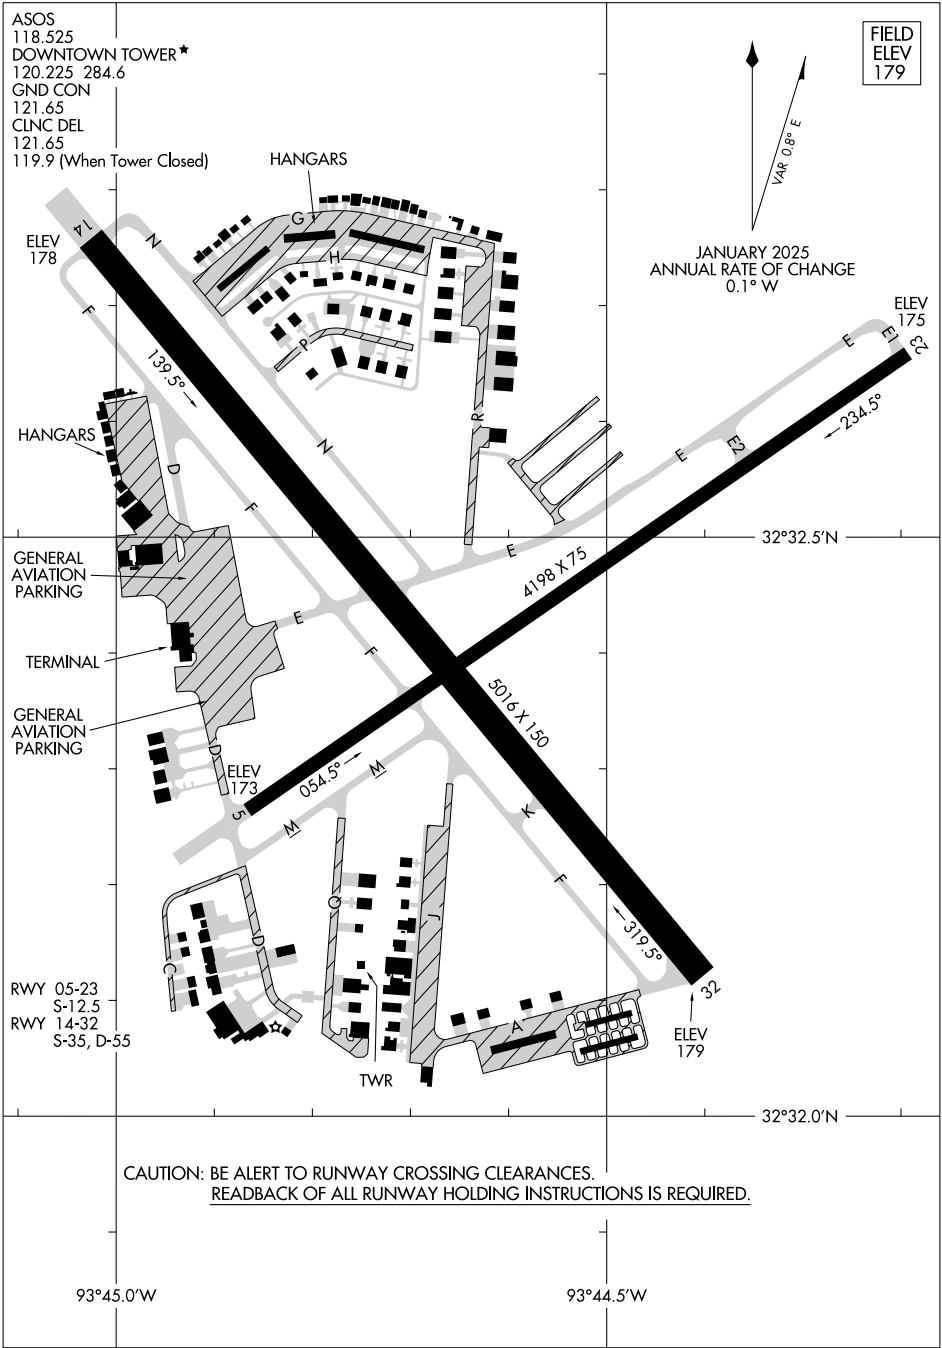 ASOS
118.525
DOWNTOWN TOWER★
120.225 284.6
GND CON
121.65
CLNC DEL
121.65
119.9 (When Tower Closed)
FIELD
ELEV
179
VAR 0.8° E
JANUARY 2025
ANNUAL RATE OF CHANGE
0.1° W
HANGARS
14
ELEV
178
N
G
H
P
F
139.5°
ELEV
175
E1
23
E
234.5°
R
E2
E
HANGARS
D
N
F
E
32°32.5'N
4198 X 75
GENERAL
AVIATION
PARKING
E
F
TERMINAL
5016 X 150
GENERAL
AVIATION
PARKING
D
ELEV
173
5
054.5°
M
M
K
F
J
Q
D
C
319.5°
32
ELEV
179
RWY 05-23
S-12.5
RWY 14-32
S-35, D-55
A
TWR
32°32.0'N
CAUTION: BE ALERT TO RUNWAY CROSSING CLEARANCES.
READBACK OF ALL RUNWAY HOLDING INSTRUCTIONS IS REQUIRED.
93°45.0'W
93°44.5'W